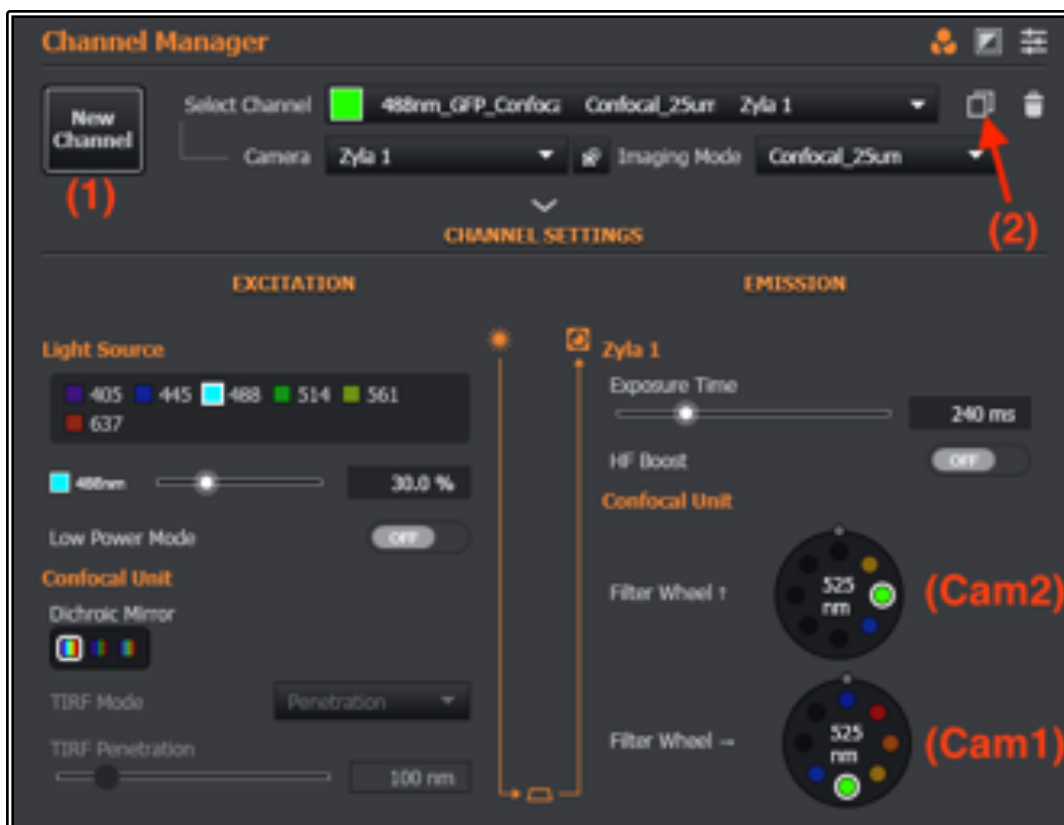 Channel Manager
New Channel
(1)
Select Channel 488nm_GFP_Confoca Confocal_25um Zyla 1
Camera Zyla 1 Imaging Mode Confocal_25um
(2)
CHANNEL SETTINGS
EXCITATION
Light Source
405 445 488 514 561
637
488nm 30.0 %
Low Power Mode OFF
Confocal Unit
Dichroic Mirror
TIRF Mode Penetration
TIRF Penetration
100 nm
EMISSION
Zyla 1
Exposure Time
240 ms
HF Boost OFF
Confocal Unit
Filter Wheel ↑ 525 nm (Cam2)
Filter Wheel → 525 nm (Cam1)